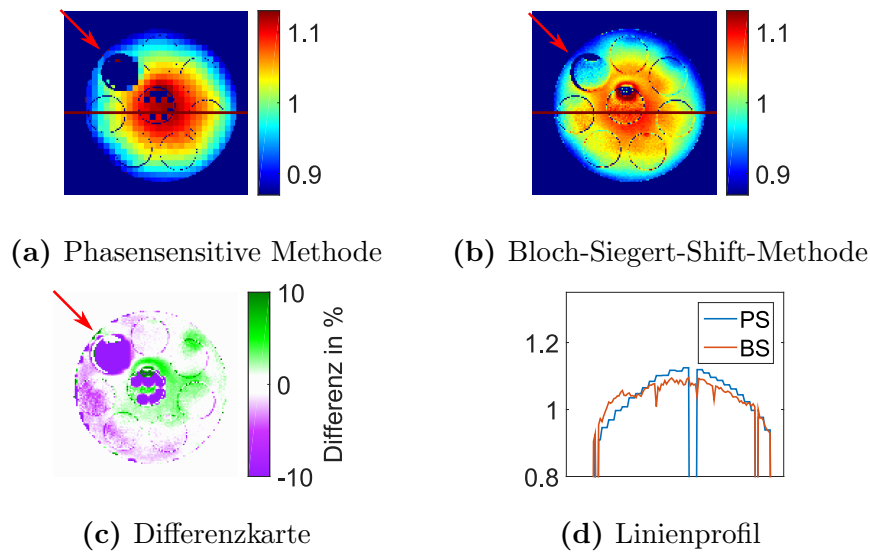 1.1
1
0.9
1.1
1
0.9
(a) Phasensensitive Methode
(b) Bloch-Siegert-Shift-Methode
10
0
-10
Differenz in %
1.2
1
0.8
PS
BS
(c) Differenzkarte
(d) Linienprofil